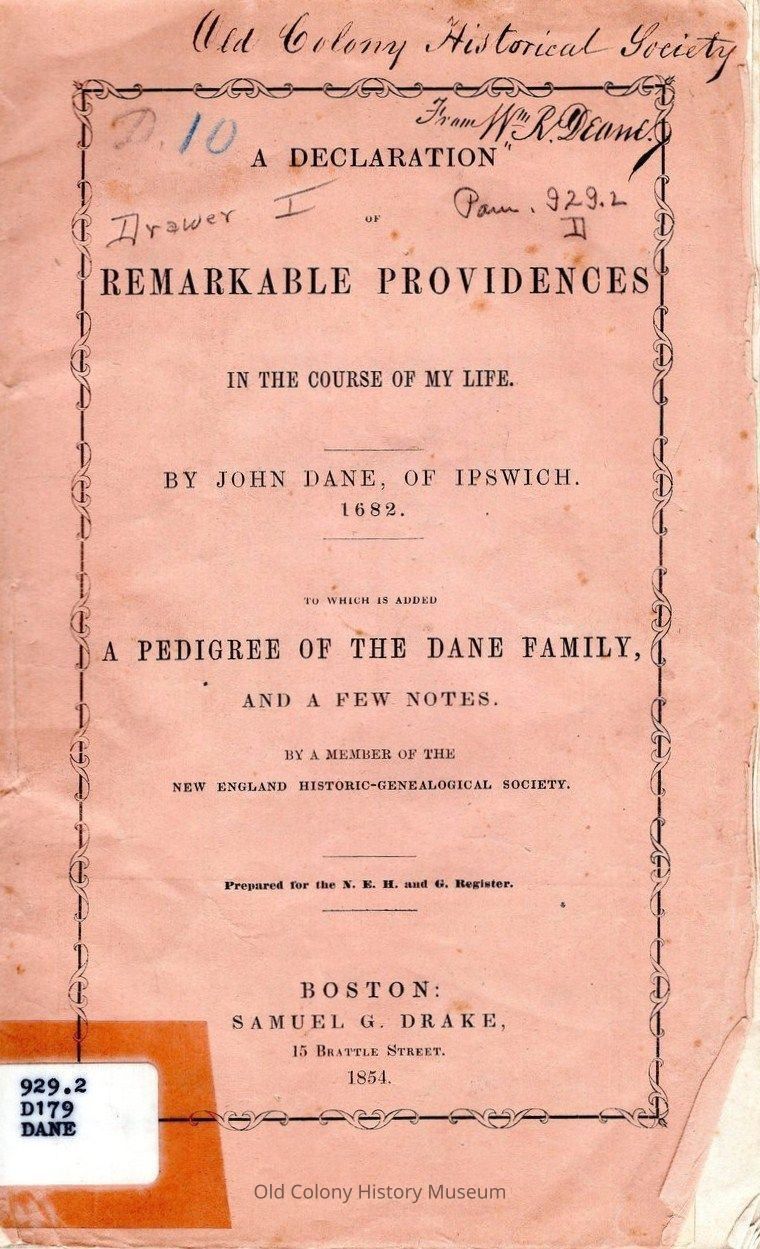 Old Colony Historical Society
From Wm R. Deane.
D. 10
A DECLARATION
Drawer I
OF
Pam. 929.2
D
REMARKABLE PROVIDENCES
IN THE COURSE OF MY LIFE.
BY JOHN DANE, OF IPSWICH.
1682.
TO WHICH IS ADDED
A PEDIGREE OF THE DANE FAMILY,
AND A FEW NOTES.
BY A MEMBER OF THE
NEW ENGLAND HISTORIC-GENEALOGICAL SOCIETY.
Prepared for the N. E. H. and G. Register.
BOSTON:
SAMUEL G. DRAKE,
15 BRATTLE STREET.
1854.
929.2
D179
DANE
Old Colony History Museum